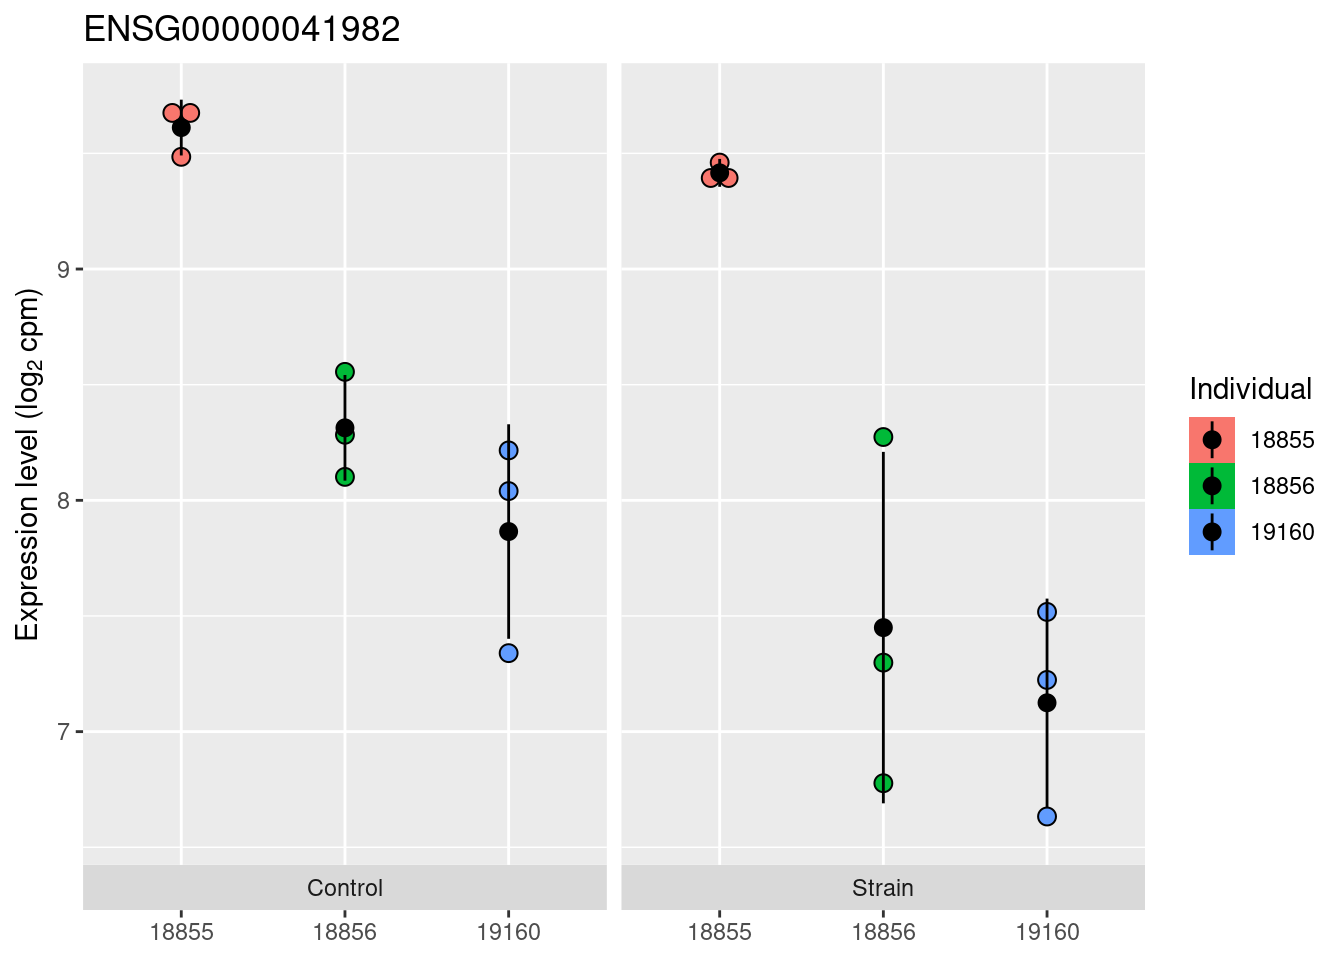 ENSG00000041982
Expression level (log₂ cpm)
9
8
7
Control
Strain
18855 18856 19160
18855 18856 19160
Individual
18855
18856
19160